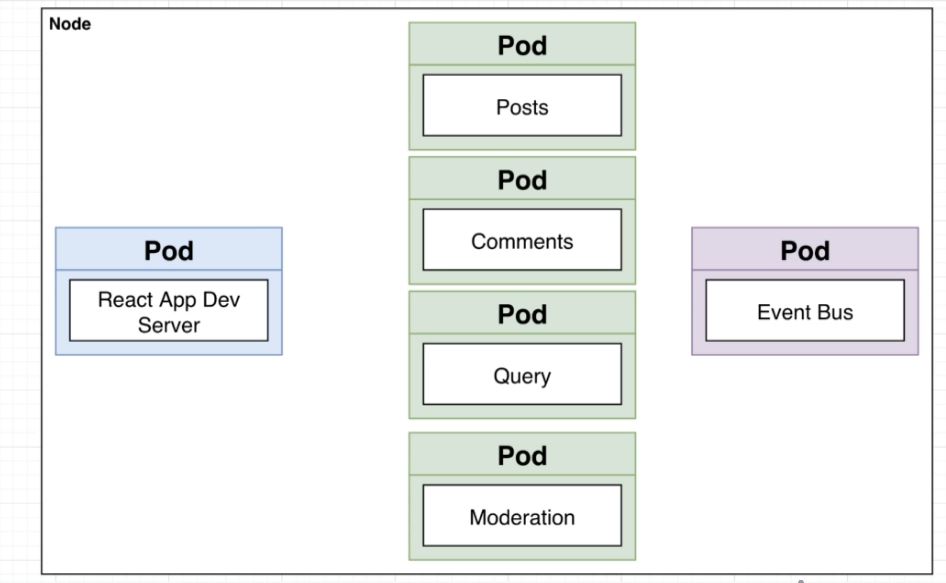 Node
Pod
Posts
Pod
Comments
Pod
React App Dev
Server
Pod
Event Bus
Pod
Query
Pod
Moderation